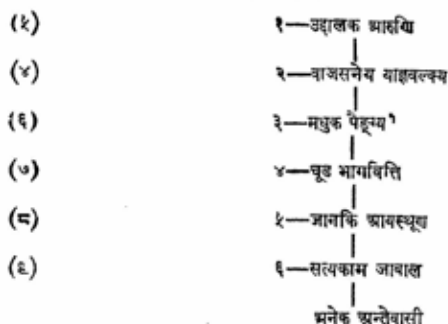 (५) १—उद्दालक आरुणि
(४) २—वाजसनेय याज्ञवल्क्य
(६) ३—मधुक पैङ्ग्य१
(७) ४—चूड भागवित्ति
(८) ५—जानकि आयस्थूण
(९) ६—सत्यकाम जाबाल
अनेक अन्तेवासी